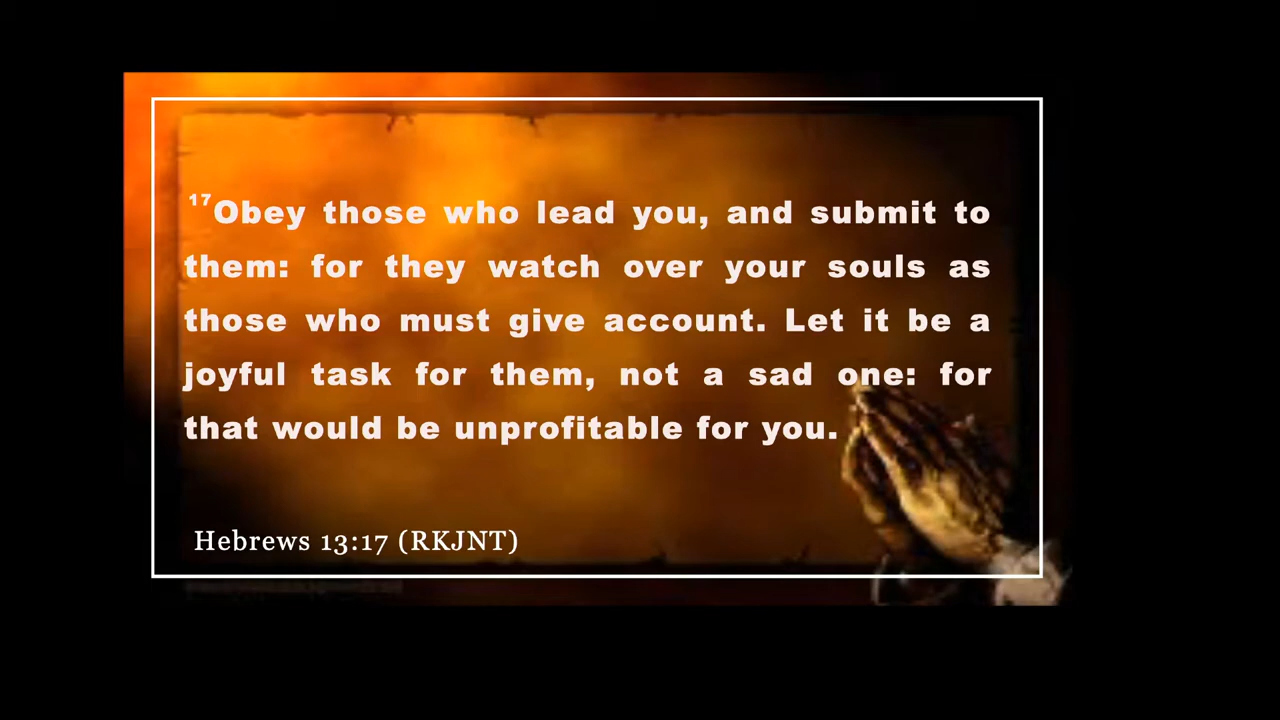 17Obey those who lead you, and submit to
them: for they watch over your souls as
those who must give account. Let it be a
joyful task for them, not a sad one: for
that would be unprofitable for you.
Hebrews 13:17 (RKJNT)